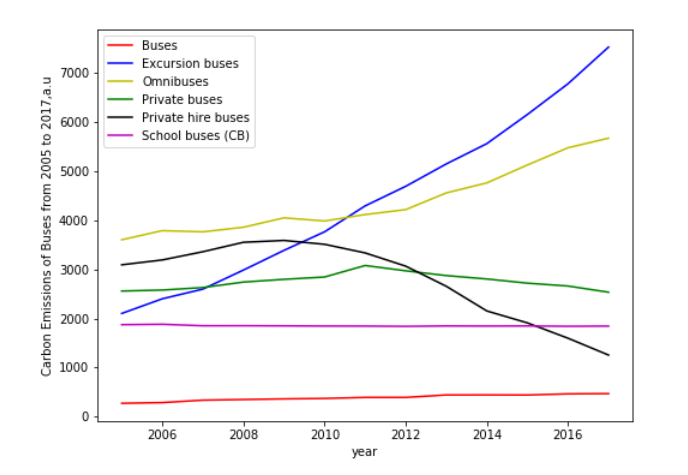 Buses
Excursion buses
Omnibuses
Private buses
Private hire buses
School buses (CB)
Carbon Emissions of Buses from 2005 to 2017,a.u
7000
6000
5000
4000
3000
2000
1000
0
2006 2008 2010 2012 2014 2016
year